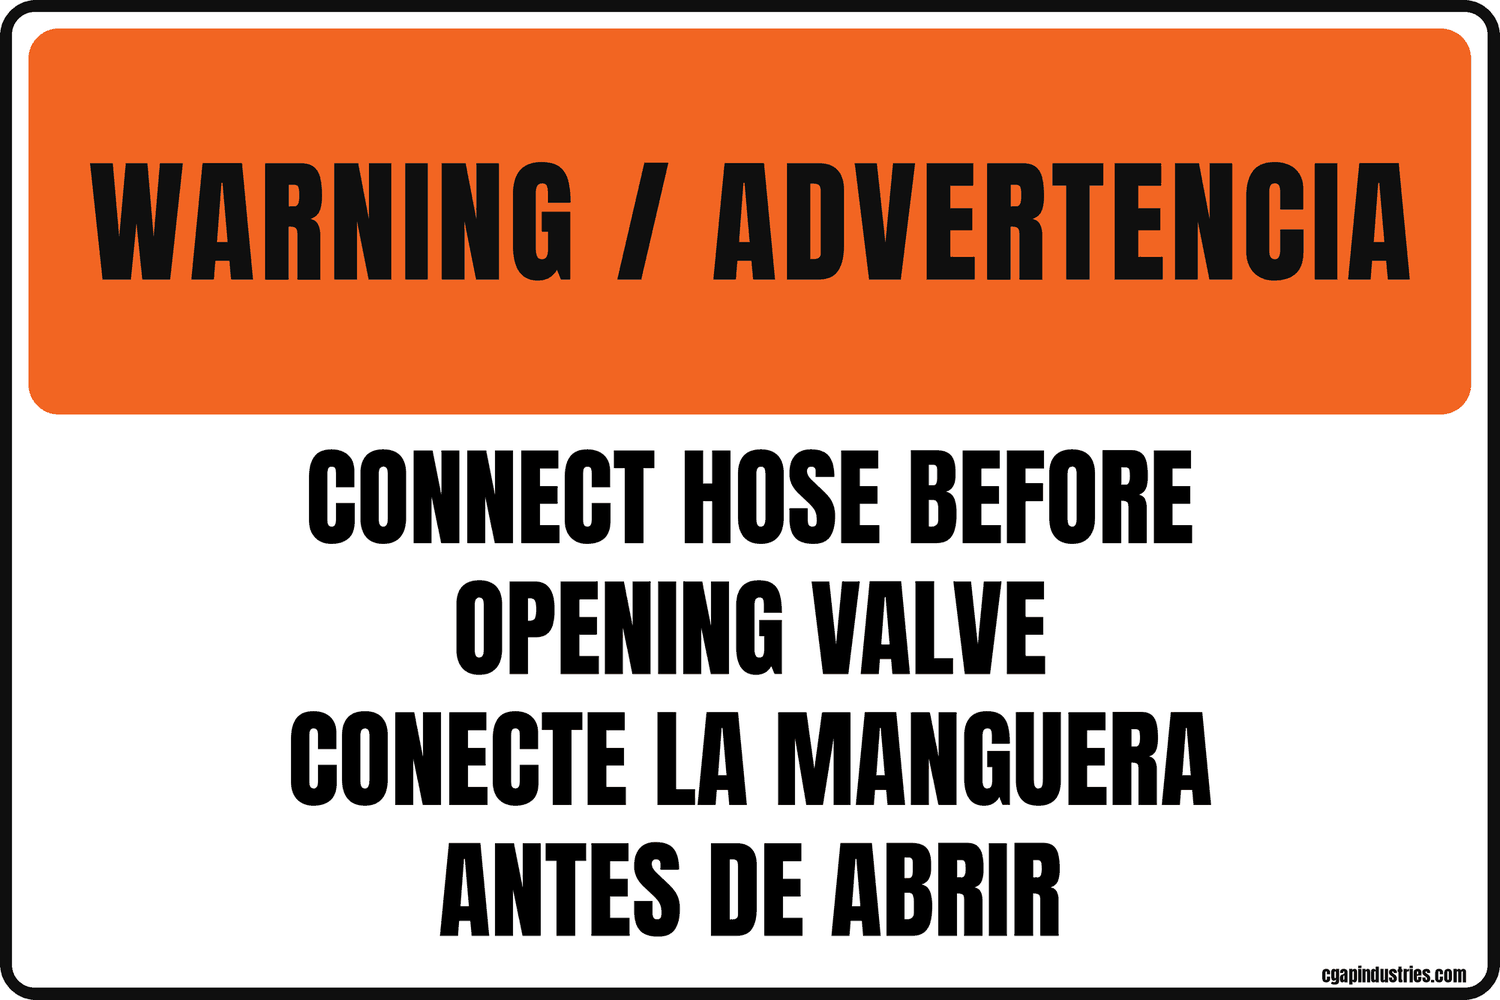 WARNING / ADVERTENCIA
CONNECT HOSE BEFORE
OPENING VALVE
CONECTE LA MANGUERA
ANTES DE ABRIR
cgapindustries.com